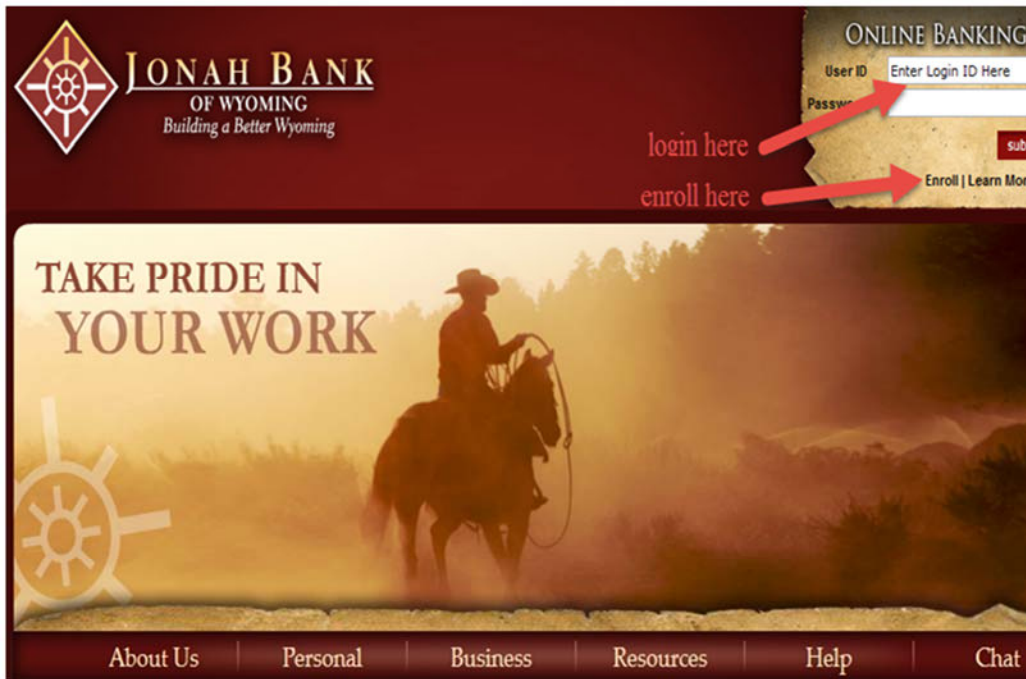 JONAH BANK
OF WYOMING
Building a Better Wyoming
ONLINE BANKING
User ID Enter Login ID Here
login here
enroll here
Enroll | Learn
TAKE PRIDE IN
YOUR WORK
About Us Personal Business Resources Help Chat